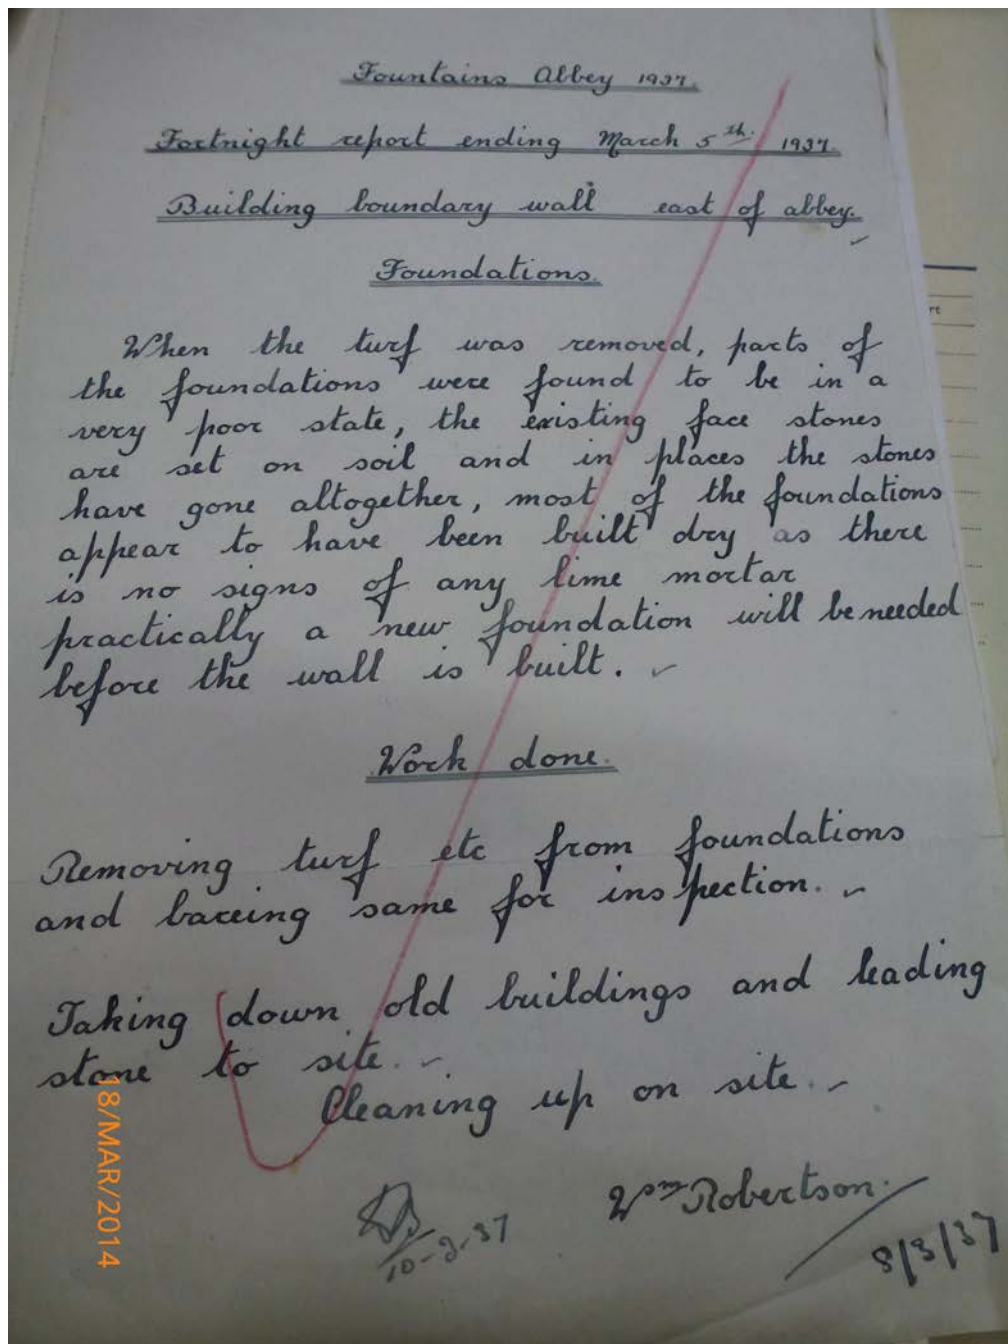 Fountains Abbey 1937.
Fortnight report ending March 5th. 1937.
Building boundary wall east of abbey.
Foundations.
When the turf was removed, parts of
the foundations were found to be in a
very poor state, the existing face stones
are set on soil and in places the stones
have gone altogether, most of the foundations
appear to have been built dry as there
is no signs of any lime mortar
practically a new foundation will be needed
before the wall is built.
Work done.
Removing turf etc from foundations
and bareing same for inspection.
Taking down old buildings and leading
stone to site.
Cleaning up on site.
Wm Robertson.
10-3-37
8/3/37
18/MAR/2014